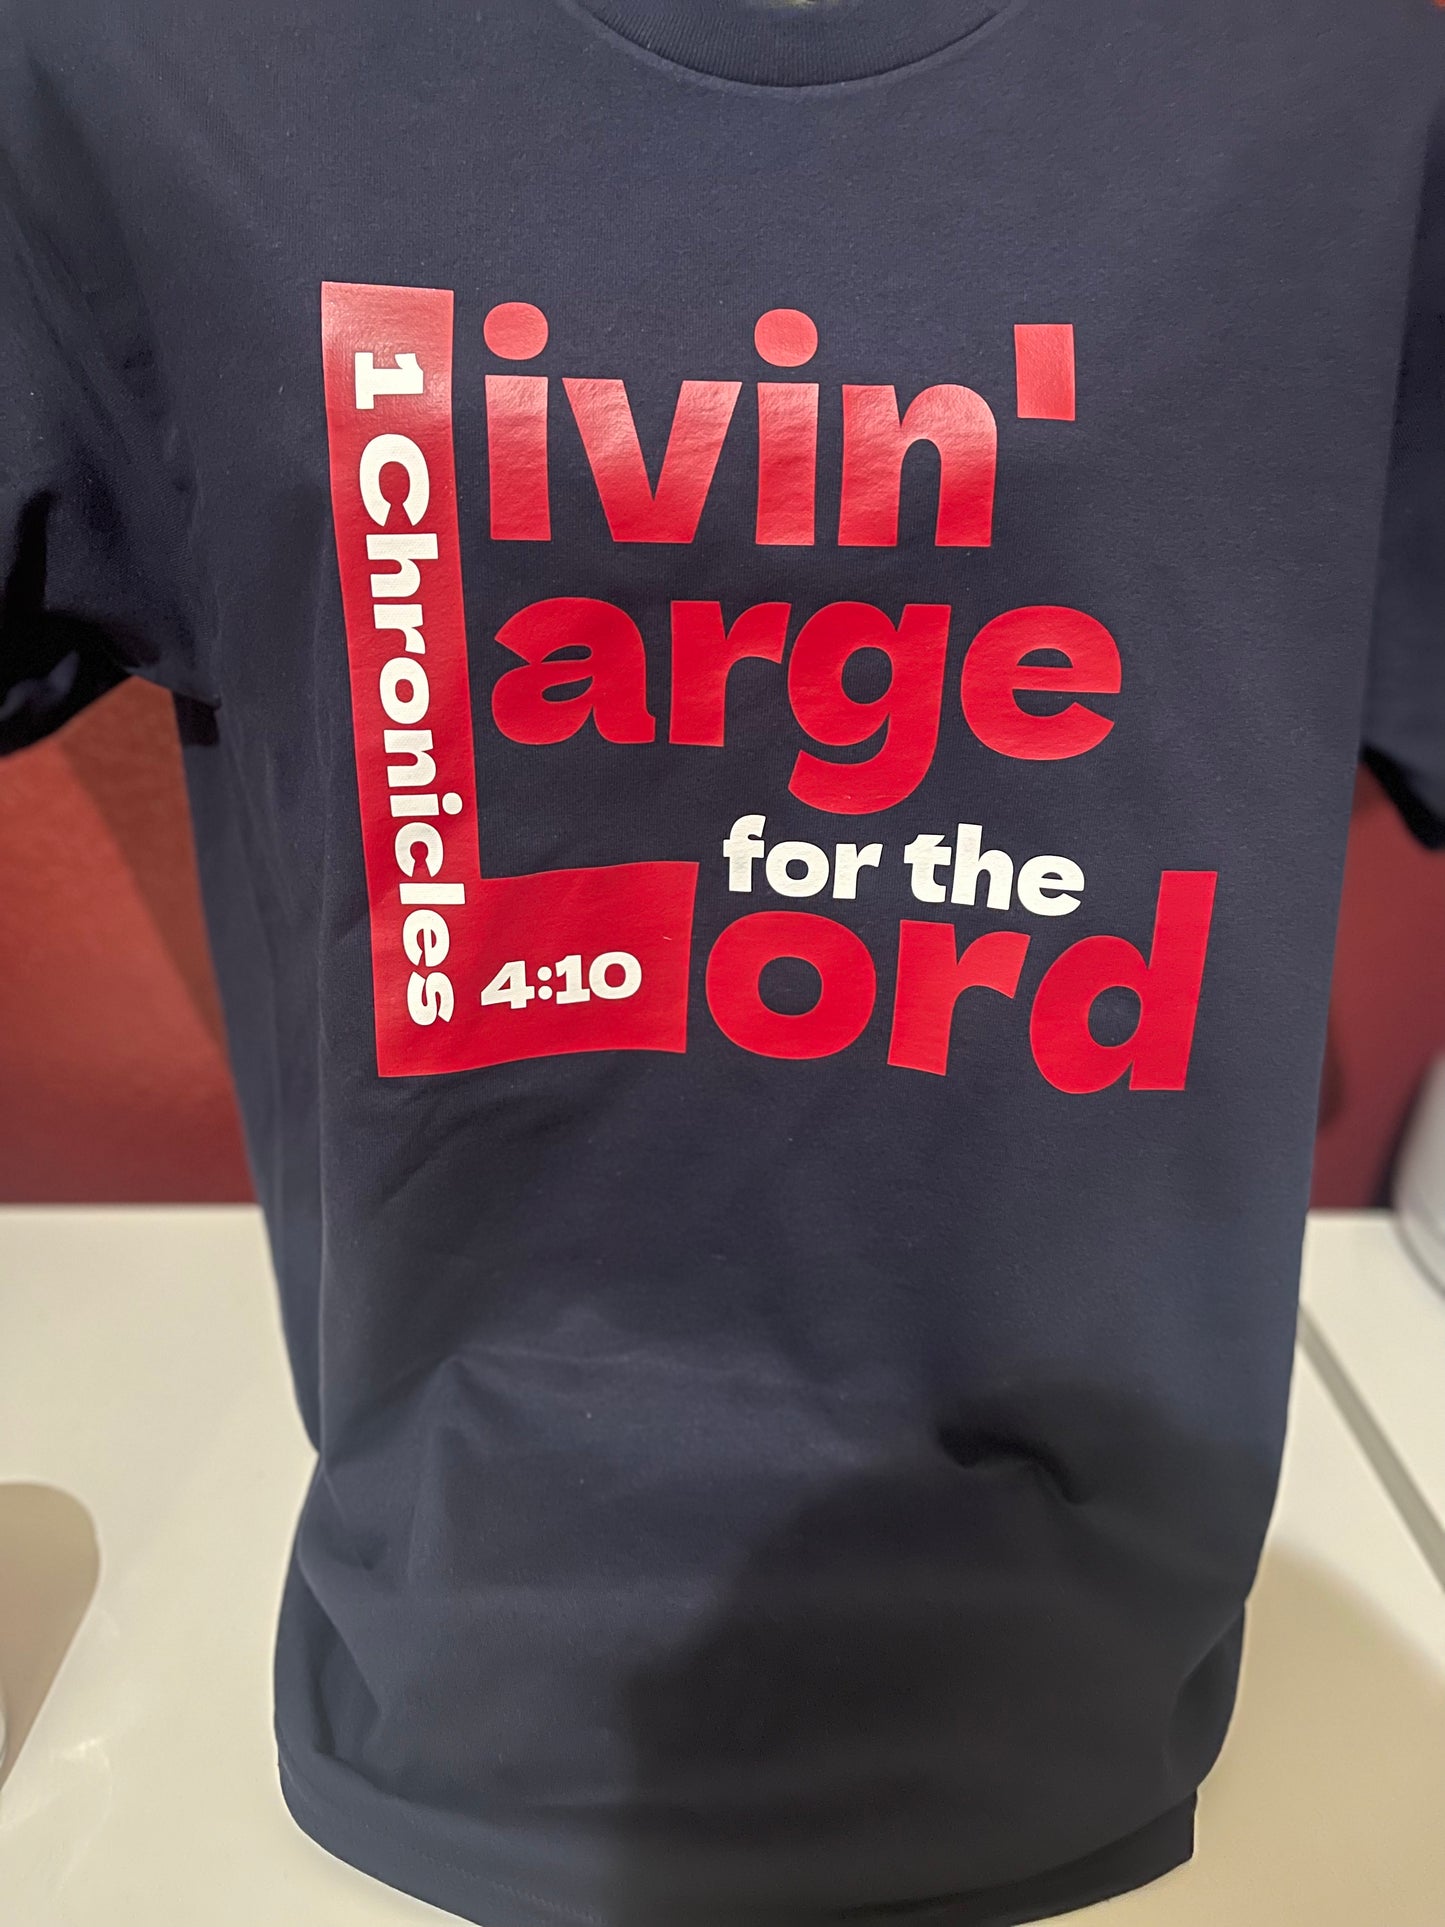 Livin'
Large
for the
Lord
1 Chronicles
4:10